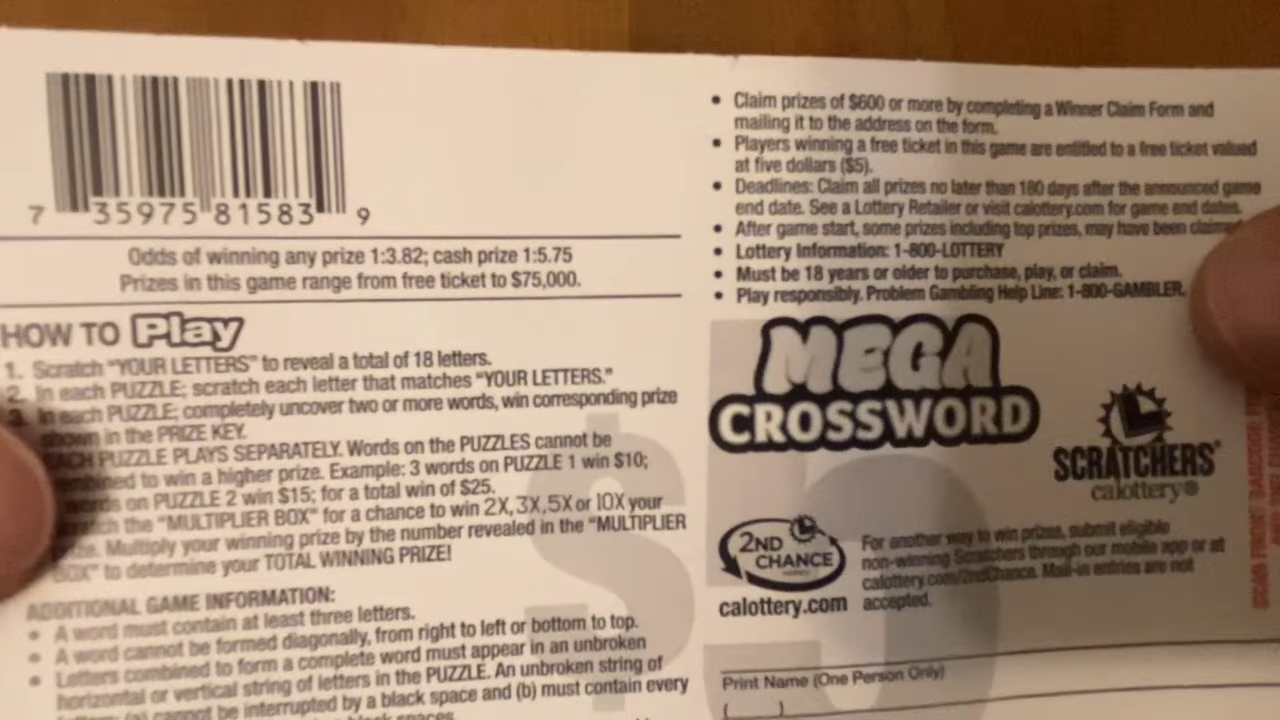 7 35975 81583 9
Odds of winning any prize 1:3.82; cash prize 1:5.75
Prizes in this game range from free ticket to $75,000.
HOW TO Play
1. Scratch "YOUR LETTERS" to reveal a total of 18 letters.
2. In each PUZZLE; scratch each letter that matches "YOUR LETTERS."
3. In each PUZZLE; completely uncover two or more words, win corresponding prize
shown in the PRIZE KEY.
EACH PUZZLE PLAYS SEPARATELY. Words on the PUZZLES cannot be
to win a higher prize. Example: 3 words on PUZZLE 1 win $10;
words on PUZZLE 2 win $15; for a total win of $25.
the "MULTIPLIER BOX" for a chance to win 2X, 3X, 5X or 10X your
Multiply your winning prize by the number revealed in the "MULTIPLIER
BOX" to determine your TOTAL WINNING PRIZE!
ADDITIONAL GAME INFORMATION:
• A word must contain at least three letters.
• A word cannot be formed diagonally, from right to left or bottom to top.
• Letters combined to form a complete word must appear in an unbroken
horizontal or vertical string of letters in the PUZZLE. An unbroken string of
(a) cannot be interrupted by a black space and (b) must contain every
black spaces.
• Claim prizes of $600 or more by completing a Winner Claim Form and
mailing it to the address on the form.
• Players winning a free ticket in this game are entitled to a free ticket valued
at five dollars ($5).
• Deadlines: Claim all prizes no later than 180 days after the announced game
end date. See a Lottery Retailer or visit calottery.com for game end dates.
• After game start, some prizes including top prizes, may have been
• Lottery Information: 1-800-LOTTERY
• Must be 18 years or older to purchase, play, or claim.
• Play responsibly. Problem Gambling Help Line: 1-800-GAMBLER.
MEGA
CROSSWORD
SCRATCHERS®
calottery®
2ND
CHANCE
calottery.com
For another way to win prizes, submit eligible
non-winning Scratchers through our mobile app or at
calottery.com/2ndChance. Mail-in entries are not
accepted.
$5
Print Name (One Person Only)
( )